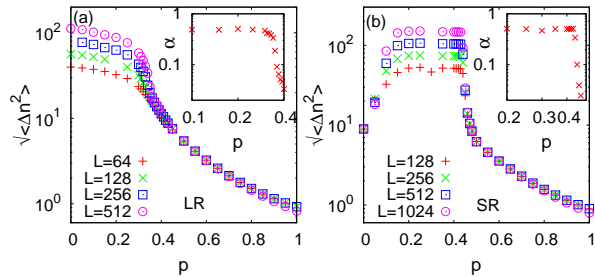 (a)
√<Δn²>
10²
10¹
10⁰
α
1
0.1
0.1 0.2 0.4
p
L=64
L=128
L=256
L=512
LR
0 0.2 0.4 0.6 0.8 1
p
(b)
√<Δn²>
10²
10¹
10⁰
α
1
0.1
0.2 0.30 0.4
p
L=128
L=256
L=512
L=1024
SR
0 0.2 0.4 0.6 0.8 1
p